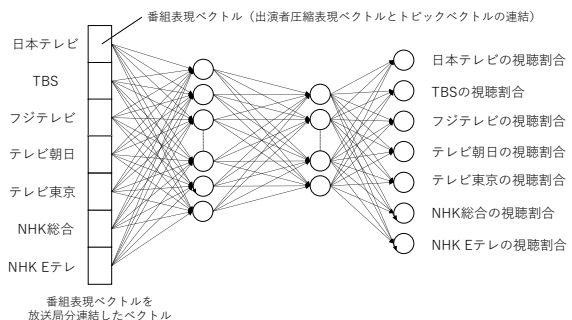 番組表現ベクトル（出演者圧縮表現ベクトルとトピックベクトルの連結）
日本テレビ
TBS
フジテレビ
テレビ朝日
テレビ東京
NHK総合
NHK Eテレ
番組表現ベクトルを
放送局分連結したベクトル
日本テレビの視聴割合
TBSの視聴割合
フジテレビの視聴割合
テレビ朝日の視聴割合
テレビ東京の視聴割合
NHK総合の視聴割合
NHK Eテレの視聴割合